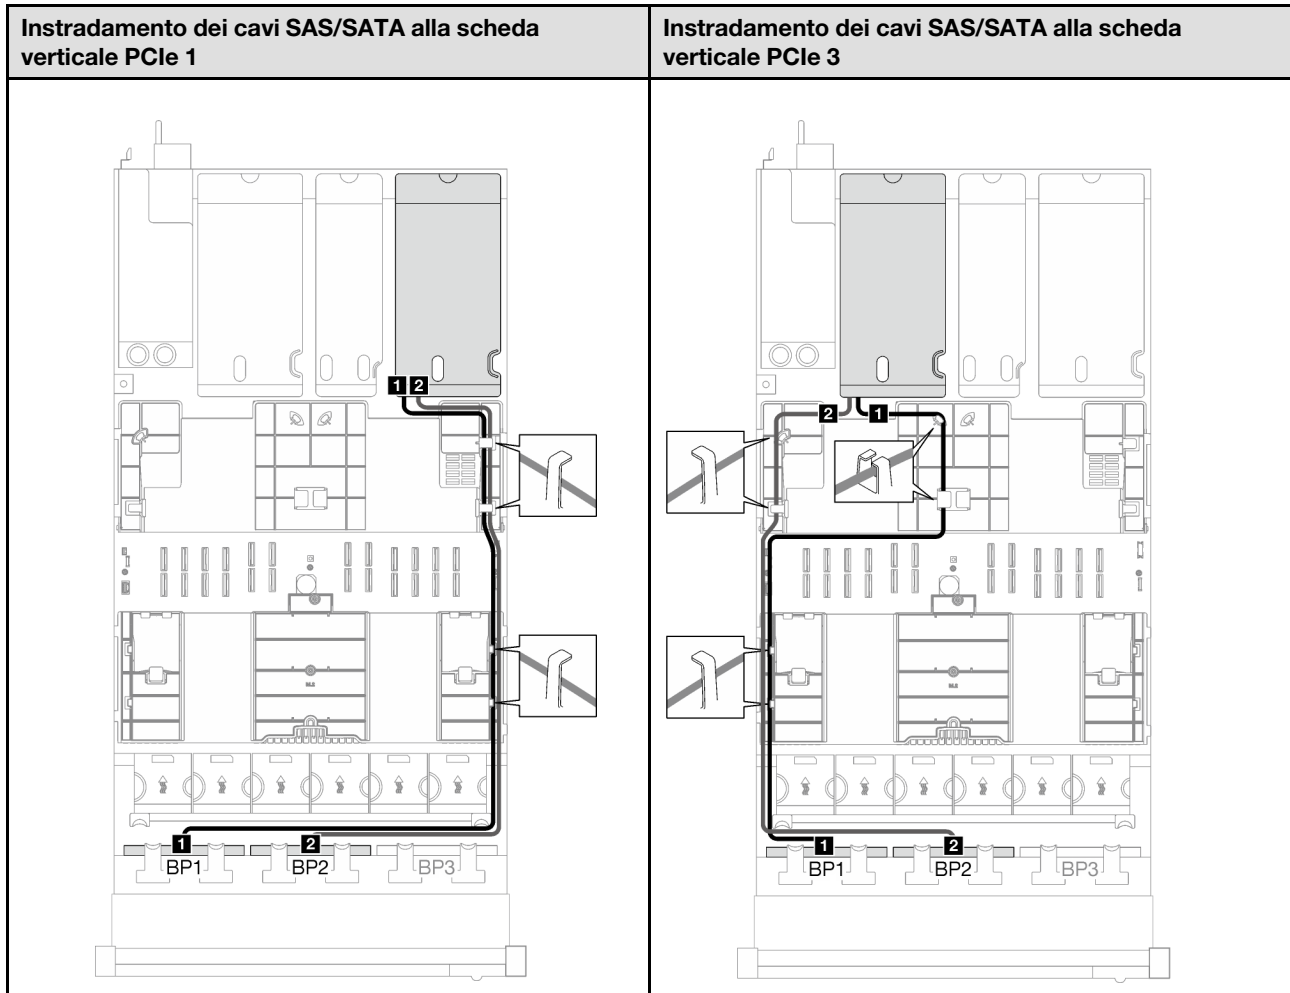 Instradamento dei cavi SAS/SATA alla scheda
verticale PCIe 1
Instradamento dei cavi SAS/SATA alla scheda
verticale PCIe 3
1 2
1 2
BP1 BP2 BP3
2 1
1 2
BP1 BP2 BP3